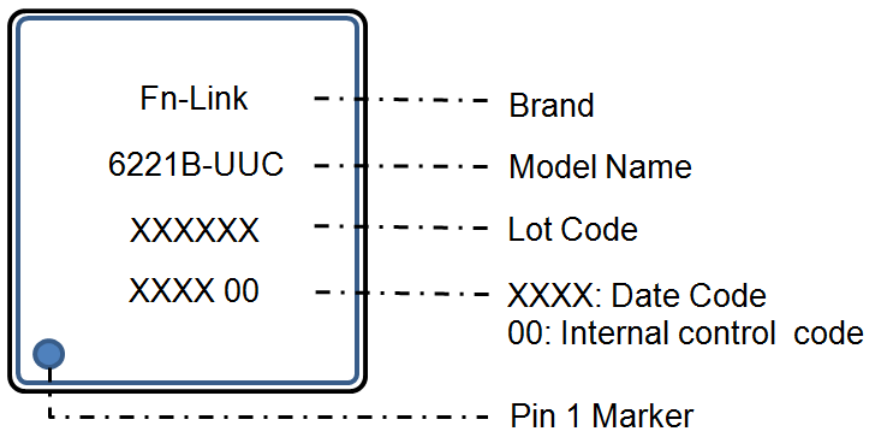 Fn-Link
Brand
6221B-UUC
Model Name
XXXXXX
Lot Code
XXXX 00
XXXX: Date Code
00: Internal control code
Pin 1 Marker